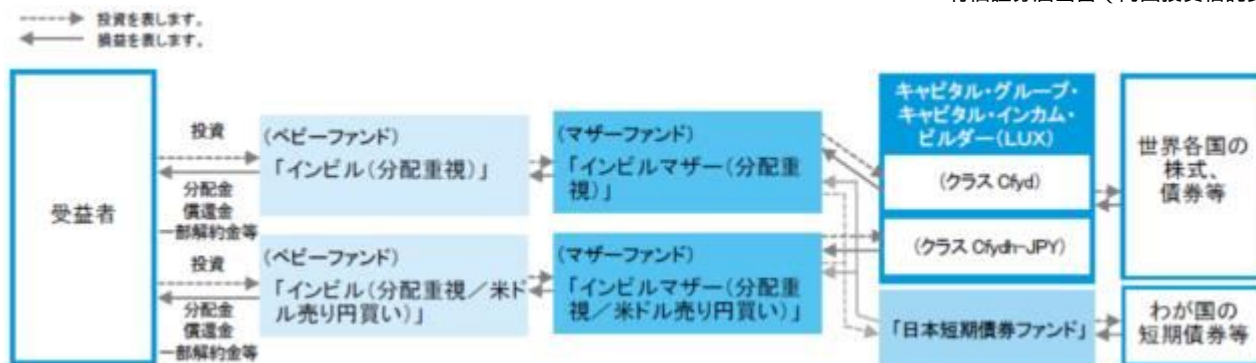 投資を表します。
損益を表します。
受益者
投資
分配金
償還金
一部解約金等
投資
分配金
償還金
一部解約金等
(ベビーファンド)
「インビル(分配重視)」
(ベビーファンド)
「インビル(分配重視/米ド
ル売り円買い)」
(マザーファンド)
「インビルマザー(分配重
視)」
(マザーファンド)
「インビルマザー(分配重
視/米ドル売り円買い)」
キャピタル・グループ・
キャピタル・インカム・
ビルダー(LUX)
(クラス Cfyd)
(クラス Cfydh-JPY)
「日本短期債券ファンド」
世界各国の
株式、
債券等
わが国の
短期債券等